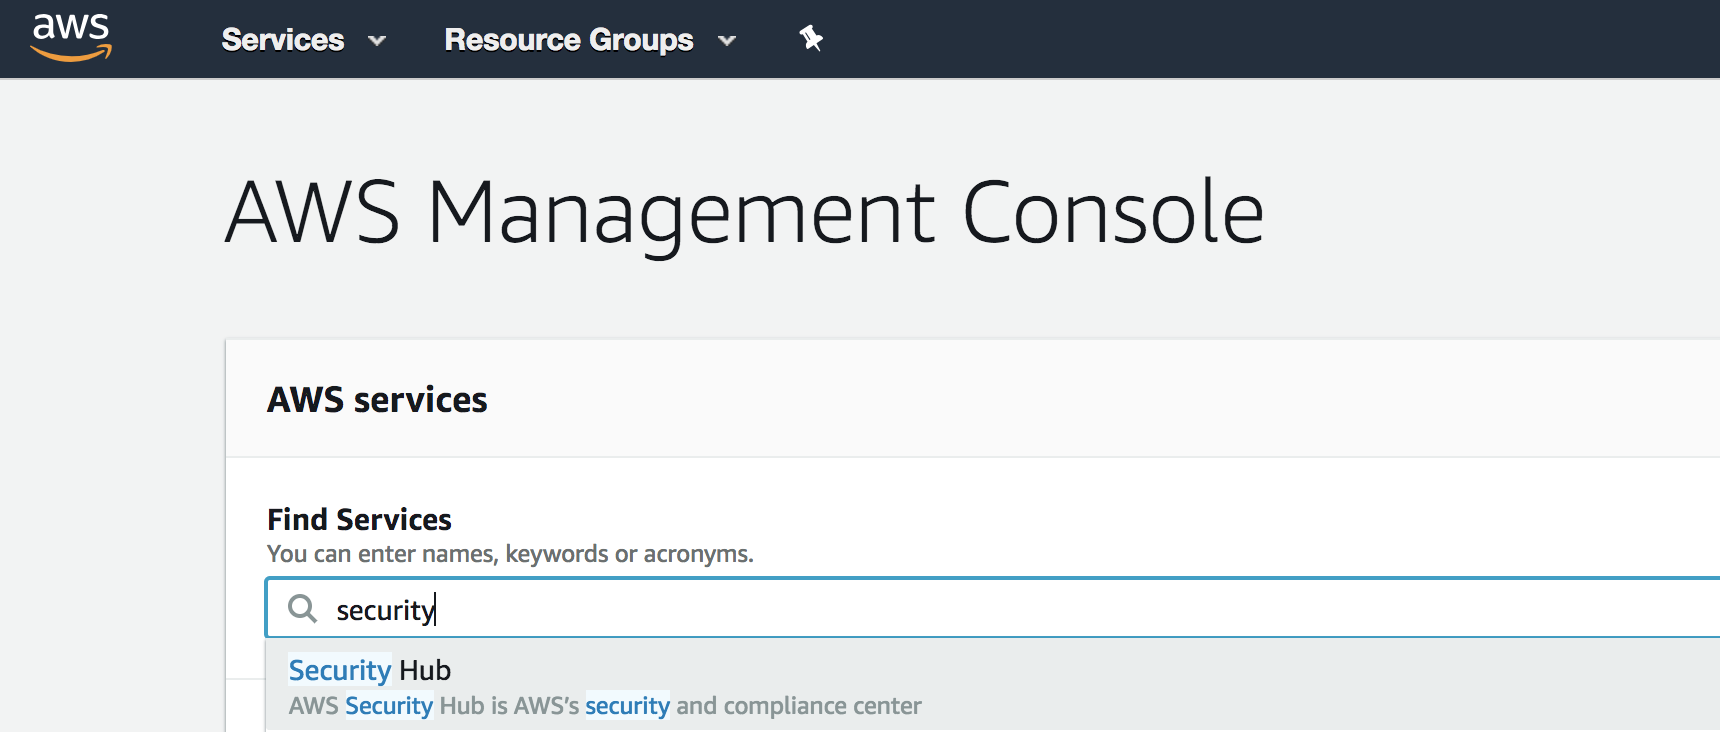 aws Services Resource Groups
AWS Management Console
AWS services
Find Services
You can enter names, keywords or acronyms.
security
Security Hub
AWS Security Hub is AWS’s security and compliance center